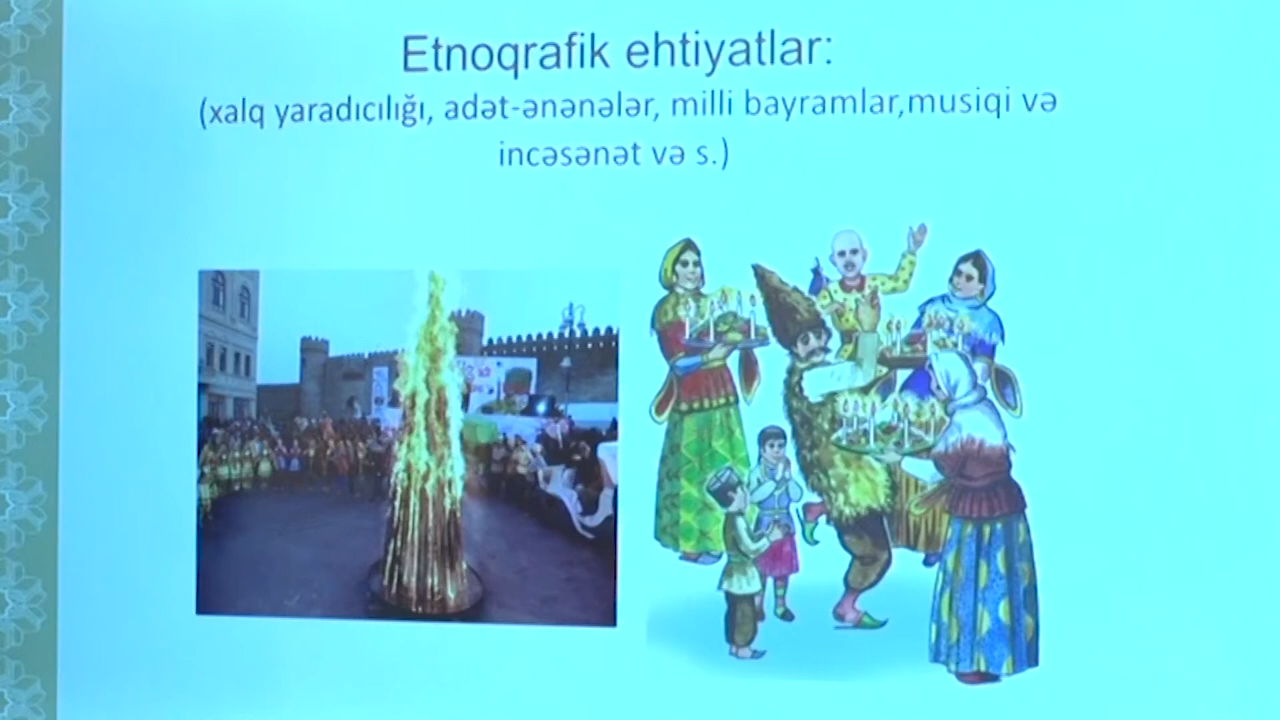 Etnoqrafik ehtiyatlar:
(xalq yaradıcılığı, adət-ənənələr, milli bayramlar,musiqi və
incəsənət və s.)